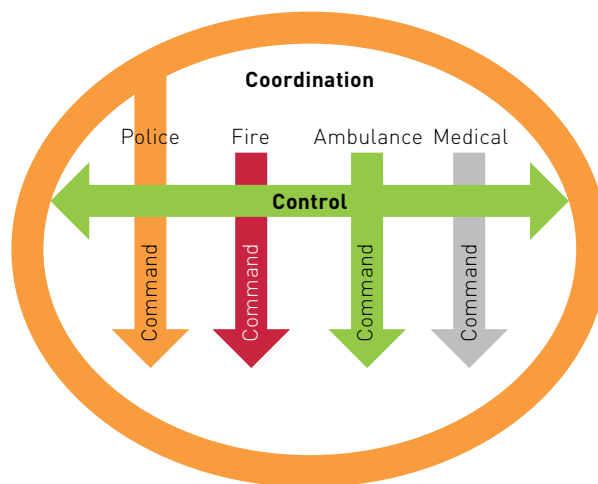 Coordination
Police Fire Ambulance Medical
Control
Command Command Command Command